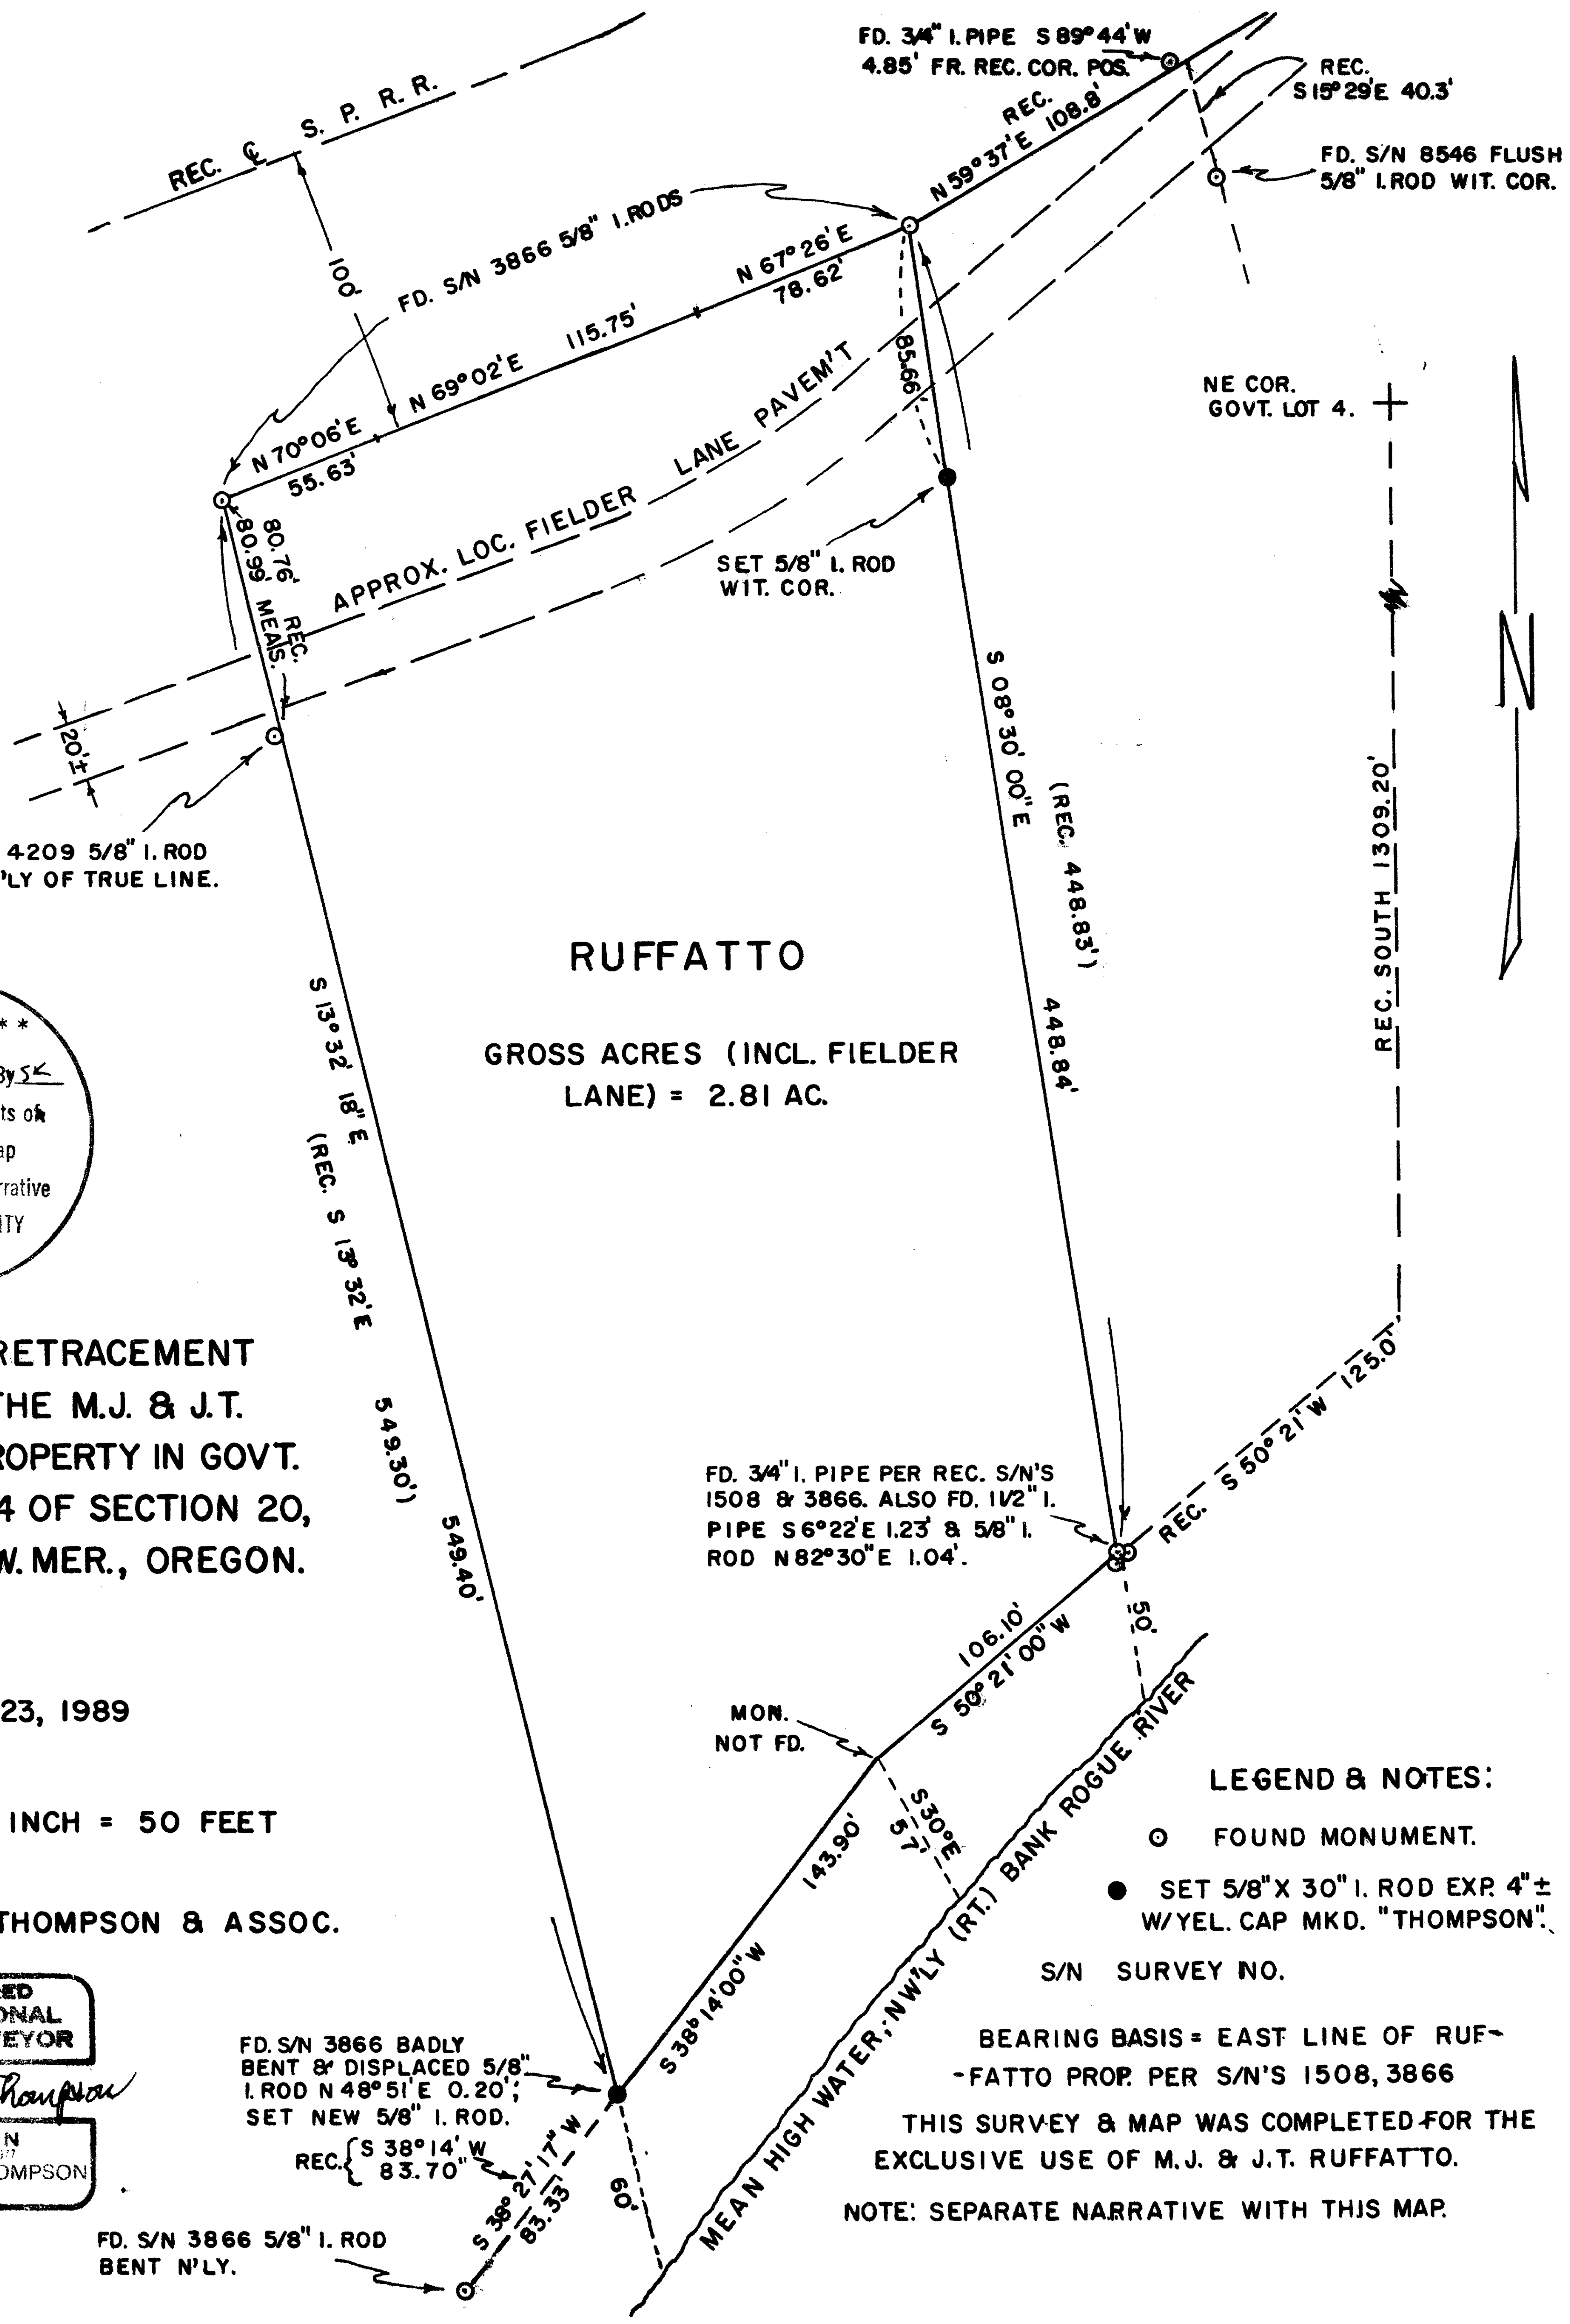 FD. 3/4" I. PIPE S 89°44' W
4.85' FR. REC. COR. POS.
REC.
S 15°29'E 40.3'
FD. S/N 8546 FLUSH
5/8" I. ROD WIT. COR.
REC. ℄ S. P. R. R.
100'
REC.
N 59°37'E 108.8'
FD. S/N 3866 5/8" I. RODS
N 67°26'E
78.62'
N 69°02'E 115.75'
N 70°06'E
55.63'
85.66'
80.76' REC.
80.99' MEAS.
APPROX. LOC. FIELDER LANE PAVEM'T
NE COR.
GOVT. LOT 4.
SET 5/8" I. ROD
WIT. COR.
20'±
4209 5/8" I. ROD
'LY OF TRUE LINE.
S 08° 30' 00" E
(REC. 448.83')
448.84'
REC. SOUTH 1309.20'
N
RUFFATTO
GROSS ACRES (INCL. FIELDER
LANE) = 2.81 AC.
S 13° 32' 18" E
(REC. S 13° 32' E 549.30')
549.40'
* *
By
ts of
ap
rrative
ITY
RETRACEMENT
THE M.J. & J.T.
ROPERTY IN GOVT.
4 OF SECTION 20,
W. MER., OREGON.
23, 1989
INCH = 50 FEET
THOMPSON & ASSOC.
FD. 3/4" I. PIPE PER REC. S/N'S
1508 & 3866. ALSO FD. 1 1/2" I.
PIPE S 6°22' E 1.23' & 5/8" I.
ROD N 82°30" E 1.04'.
REC. S 50° 21' W 125.0'
50'
106.10'
S 50° 21' 00" W
MON.
NOT FD.
S 30° E
57'
143.90'
S 38° 14' 00" W
MEAN HIGH WATER, NW'LY (RT.) BANK ROGUE RIVER
LEGEND & NOTES:
FOUND MONUMENT.
SET 5/8" X 30" I. ROD EXP. 4"±
W/YEL. CAP MKD. "THOMPSON".
S/N SURVEY NO.
BEARING BASIS = EAST LINE OF RUF-
-FATTO PROP. PER S/N'S 1508, 3866
THIS SURVEY & MAP WAS COMPLETED FOR THE
EXCLUSIVE USE OF M.J. & J.T. RUFFATTO.
NOTE: SEPARATE NARRATIVE WITH THIS MAP.
ED
ONAL
VEYOR
Thompson
N
OMPSON
FD. S/N 3866 BADLY
BENT & DISPLACED 5/8"
I. ROD N 48°51' E 0.20';
SET NEW 5/8" I. ROD.
REC. { S 38°14' W
83.70"
S 38° 27' 17" W
83.33'
60'
FD. S/N 3866 5/8" I. ROD
BENT N'LY.